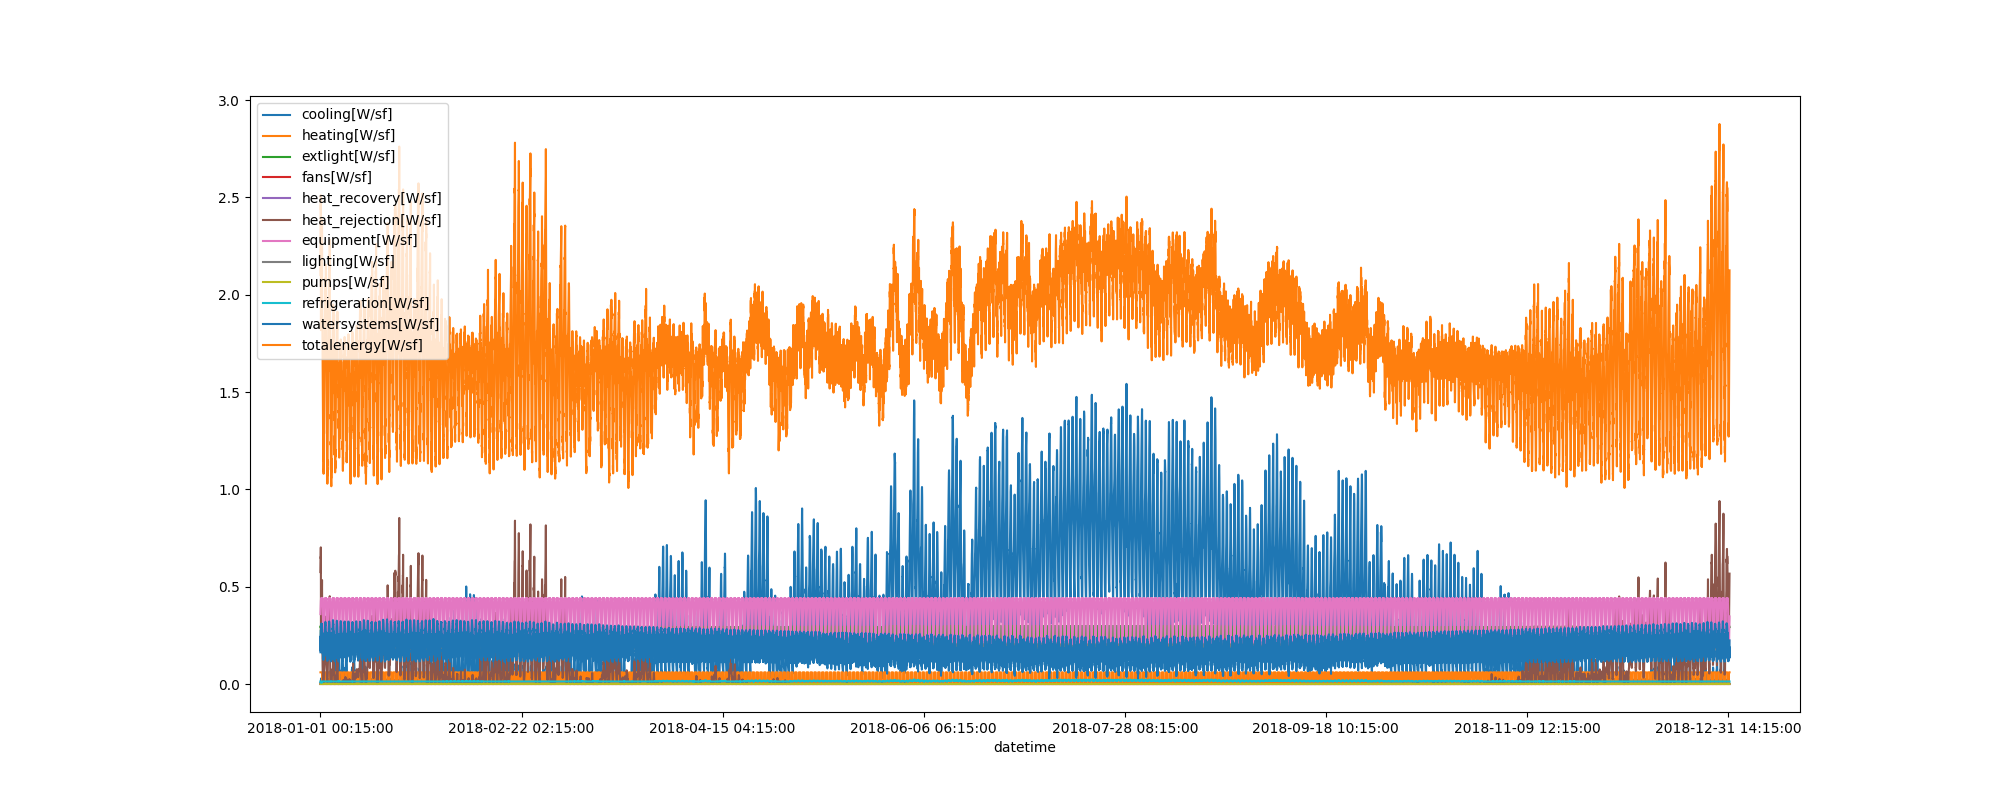 3.0
2.5
2.0
1.5
1.0
0.5
0.0
cooling[W/sf]
heating[W/sf]
extlight[W/sf]
fans[W/sf]
heat_recovery[W/sf]
heat_rejection[W/sf]
equipment[W/sf]
lighting[W/sf]
pumps[W/sf]
refrigeration[W/sf]
watersystems[W/sf]
totalenergy[W/sf]
2018-01-01 00:15:00 2018-02-22 02:15:00 2018-04-15 04:15:00 2018-06-06 06:15:00 2018-07-28 08:15:00 2018-09-18 10:15:00 2018-11-09 12:15:00 2018-12-31 14:15:00
datetime